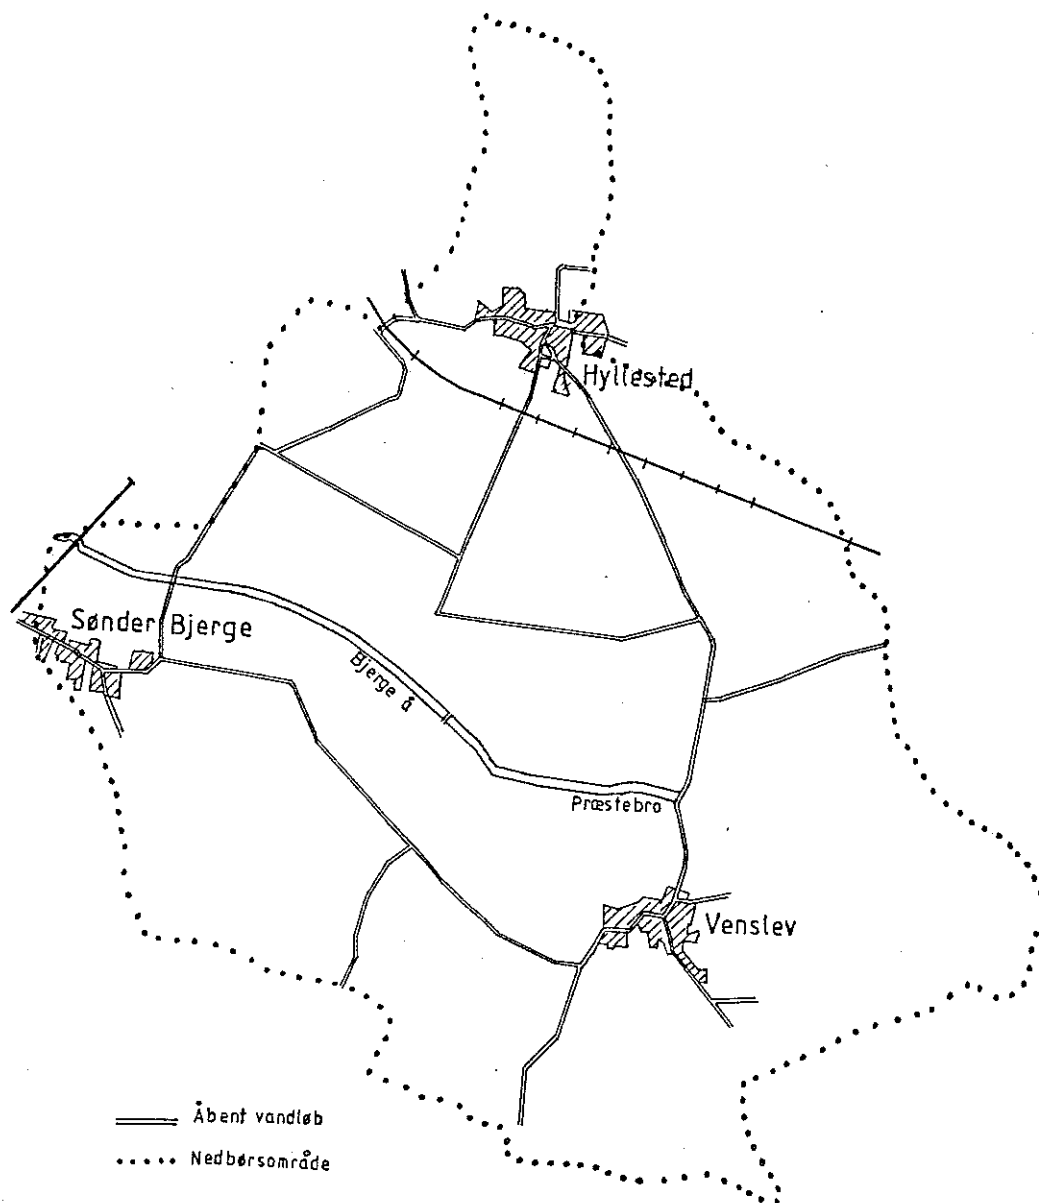 Hyllested
Sønder Bjerge
Bjerge å
Præstebro
Venslev
Åbent vandløb
Nedbørsområde